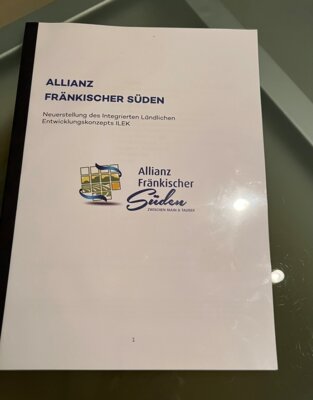 ALLIANZ
FRÄNKISCHER SÜDEN
Neuerstellung des Integrierten Ländlichen
Entwicklungskonzepts ILEK
Allianz
Fränkischer
Süden
ZWISCHEN MAIN & TAUBER
1